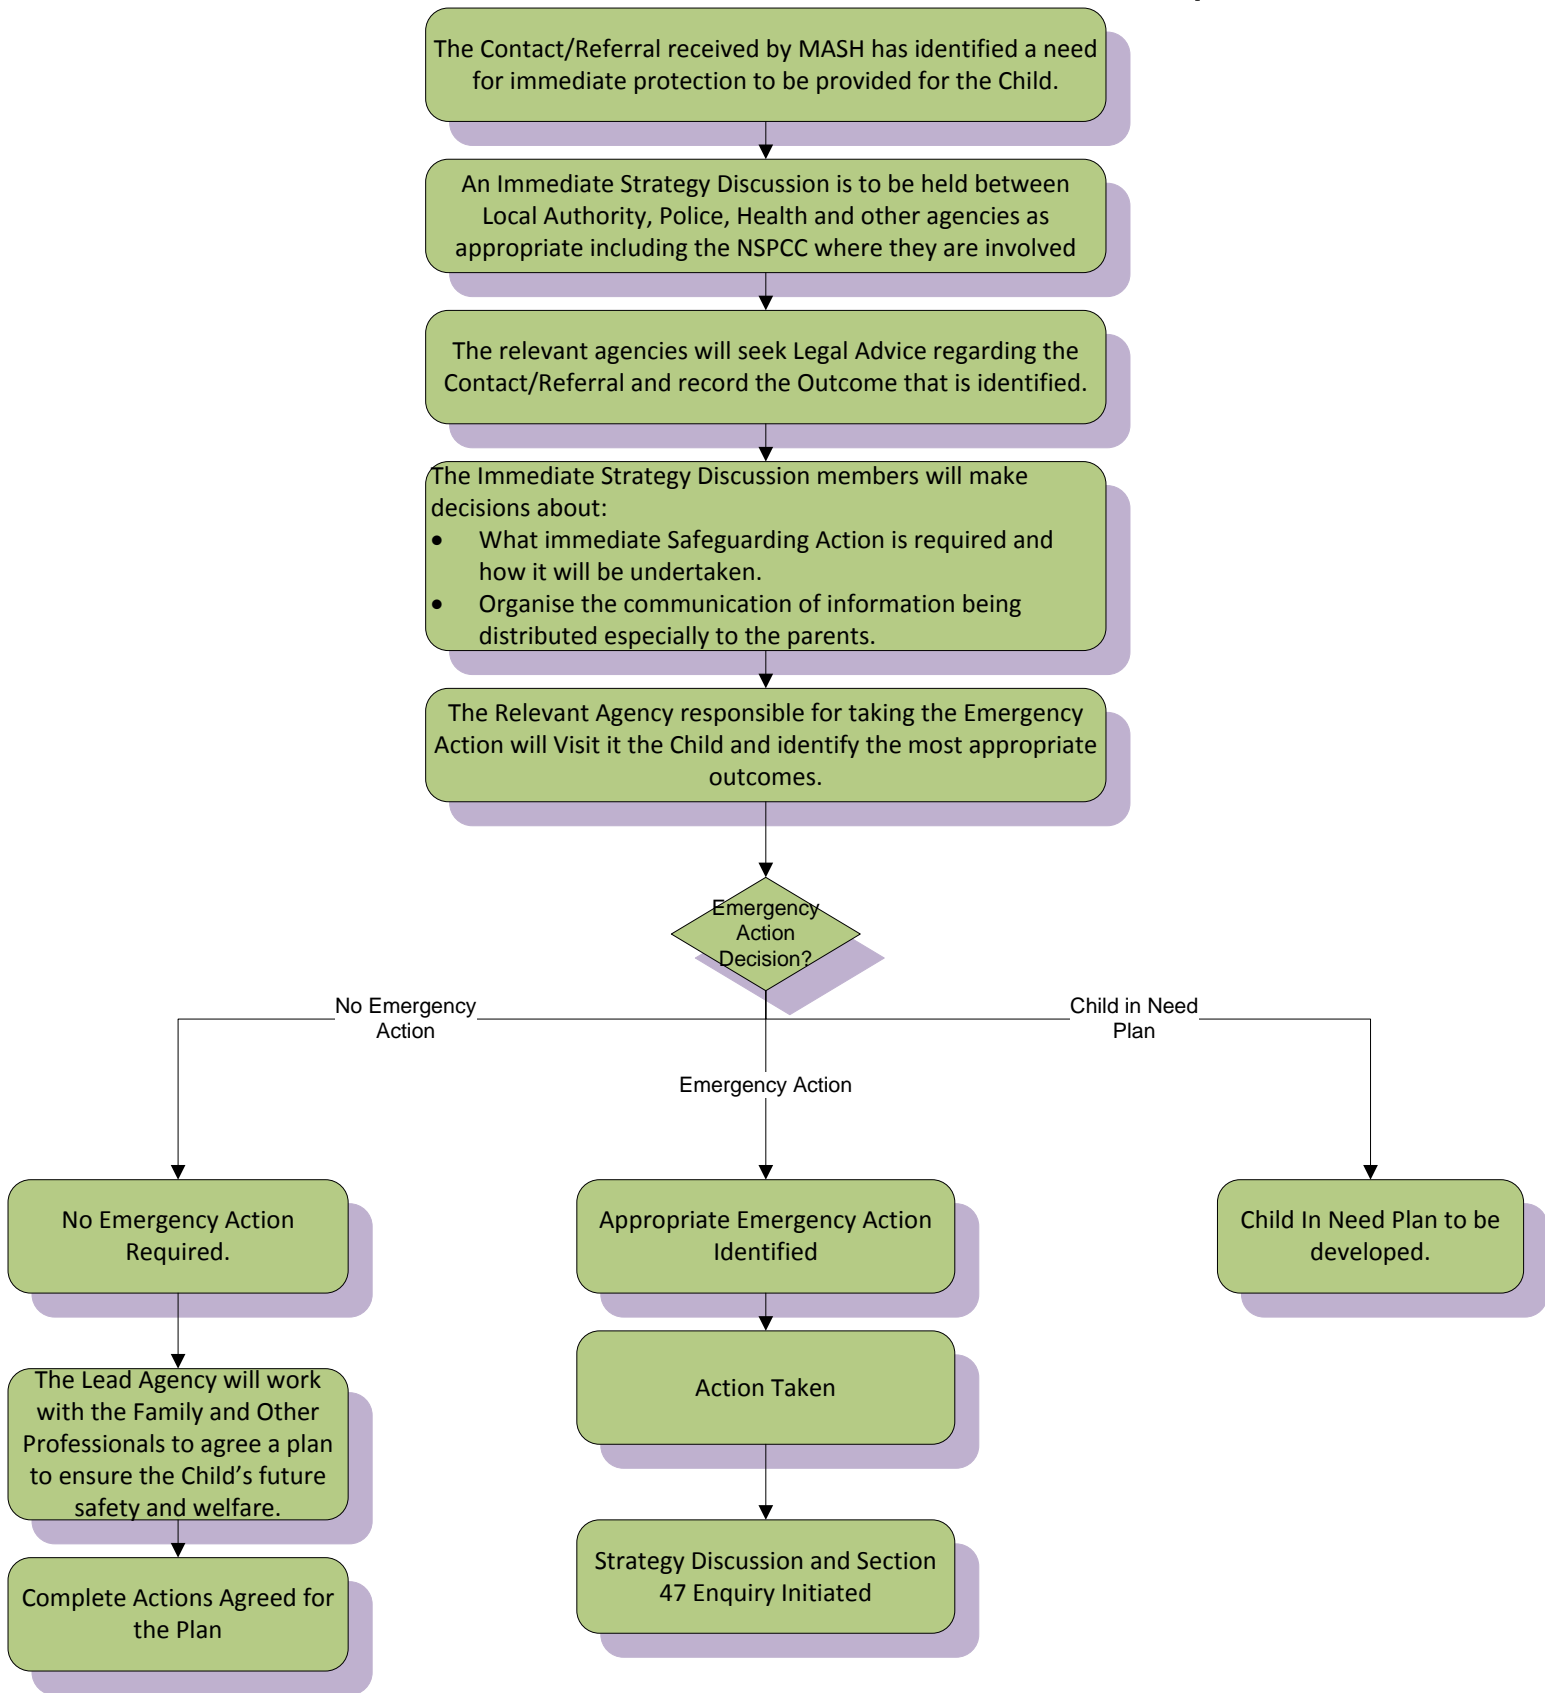 The Contact/Referral received by MASH has identified a need
for immediate protection to be provided for the Child.
An Immediate Strategy Discussion is to be held between
Local Authority, Police, Health and other agencies as
appropriate including the NSPCC where they are involved
The relevant agencies will seek Legal Advice regarding the
Contact/Referral and record the Outcome that is identified.
The Immediate Strategy Discussion members will make
decisions about:
• What immediate Safeguarding Action is required and
how it will be undertaken.
• Organise the communication of information being
distributed especially to the parents.
The Relevant Agency responsible for taking the Emergency
Action will Visit it the Child and identify the most appropriate
outcomes.
Emergency
Action
Decision?
No Emergency
Action
Emergency Action
Child in Need
Plan
No Emergency Action
Required.
The Lead Agency will work
with the Family and Other
Professionals to agree a plan
to ensure the Child’s future
safety and welfare.
Complete Actions Agreed for
the Plan
Appropriate Emergency Action
Identified
Action Taken
Strategy Discussion and Section
47 Enquiry Initiated
Child In Need Plan to be
developed.